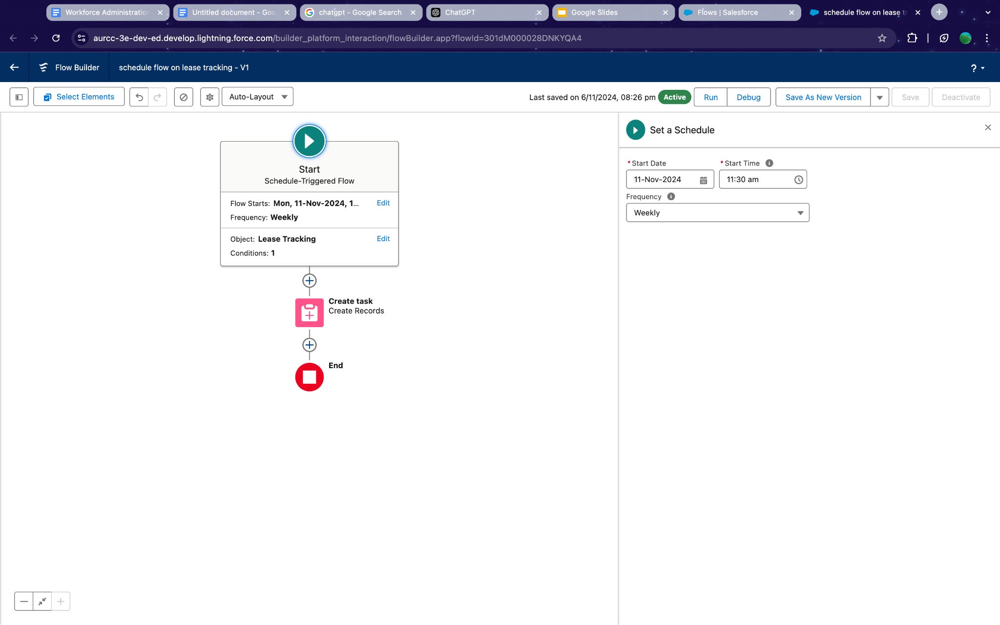 Workforce Administration
Untitled document - Goo
chatgpt - Google Search
ChatGPT
Google Slides
Flows | Salesforce
schedule flow on lease tr
aurcc-3e-dev-ed.develop.lightning.force.com/builder_platform_interaction/flowBuilder.app?flowId=301dM000028DNKYQA4
Flow Builder
schedule flow on lease tracking - V1
?
Select Elements
Auto-Layout
Last saved on 6/11/2024, 08:26 pm
Active
Run
Debug
Save As New Version
Save
Deactivate
Start
Schedule-Triggered Flow
Flow Starts: Mon, 11-Nov-2024, 1...
Edit
Frequency: Weekly
Object: Lease Tracking
Edit
Conditions: 1
Create task
Create Records
End
Set a Schedule
* Start Date
* Start Time
11-Nov-2024
11:30 am
Frequency
Weekly